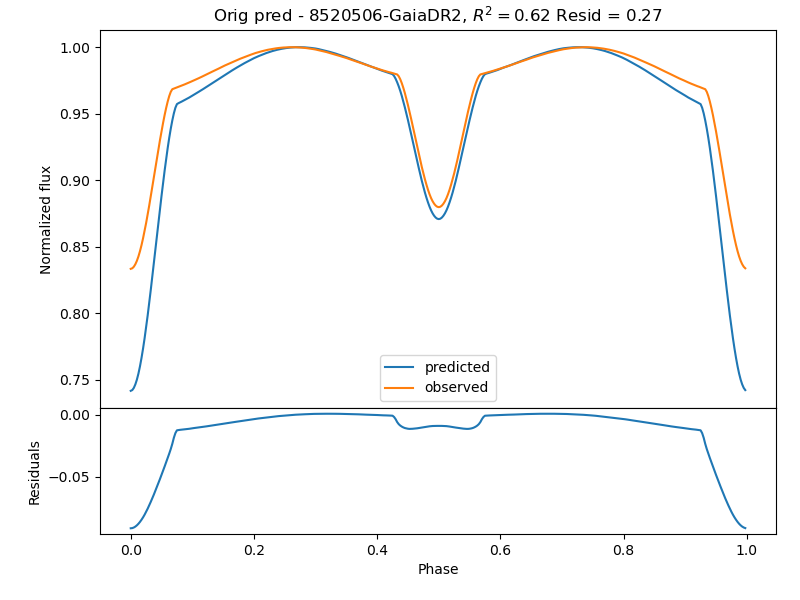 Orig pred - 8520506-GaiaDR2, R² = 0.62 Resid = 0.27
1.00
0.95
0.90
0.85
0.80
0.75
Normalized flux
predicted
observed
0.00
−0.05
Residuals
0.0 0.2 0.4 0.6 0.8 1.0
Phase